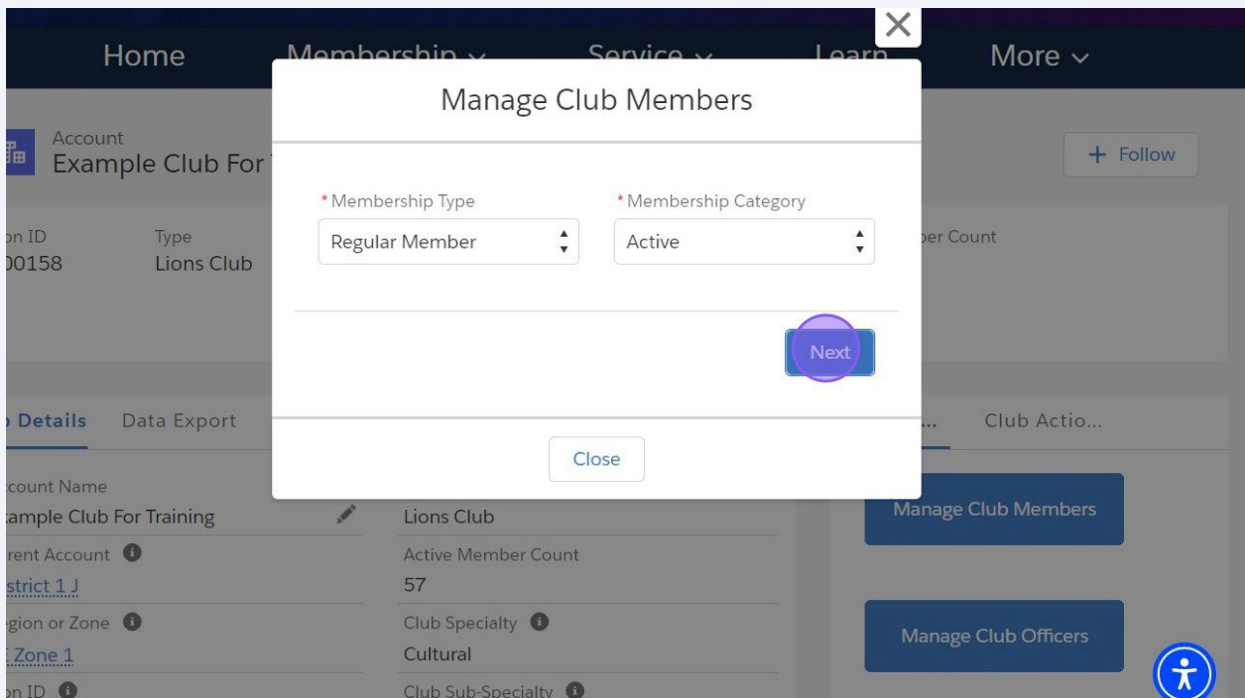 Home Membership Service Learn More
Manage Club Members
Account
Example Club For
+ Follow
* Membership Type * Membership Category
on ID Type Regular Member Active ber Count
00158 Lions Club
Next
Details Data Export ... Club Actio...
Close
ccount Name
ample Club For Training Lions Club Manage Club Members
rent Account Active Member Count
strict 1 J 57
gion or Zone Club Specialty Manage Club Officers
Zone 1 Cultural
on ID Club Sub-Specialty